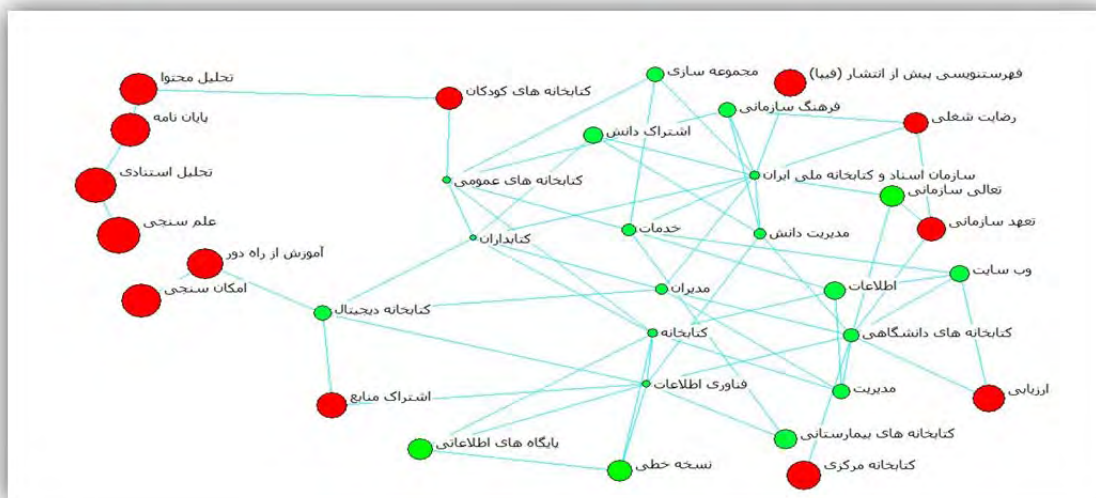 تحلیل محتوا
کتابخانه های کودکان
مجموعه سازی
فهرستنویسی پیش از انتشار (فیپا)
پایان نامه
اشتراک دانش
فرهنگ سازمانی
رضایت شغلی
تحلیل استنادی
کتابخانه های عمومی
سازمان اسناد و کتابخانه ملی ایران
تعالی سازمانی
علم سنجی
کتابداران
خدمات
مدیریت دانش
تعهد سازمانی
آموزش از راه دور
امکان سنجی
مدیران
اطلاعات
وب سایت
کتابخانه دیجیتال
کتابخانه
کتابخانه های دانشگاهی
اشتراک منابع
فناوری اطلاعات
مدیریت
ارزیابی
پایگاه های اطلاعاتی
نسخه خطی
کتابخانه های بیمارستانی
کتابخانه مرکزی